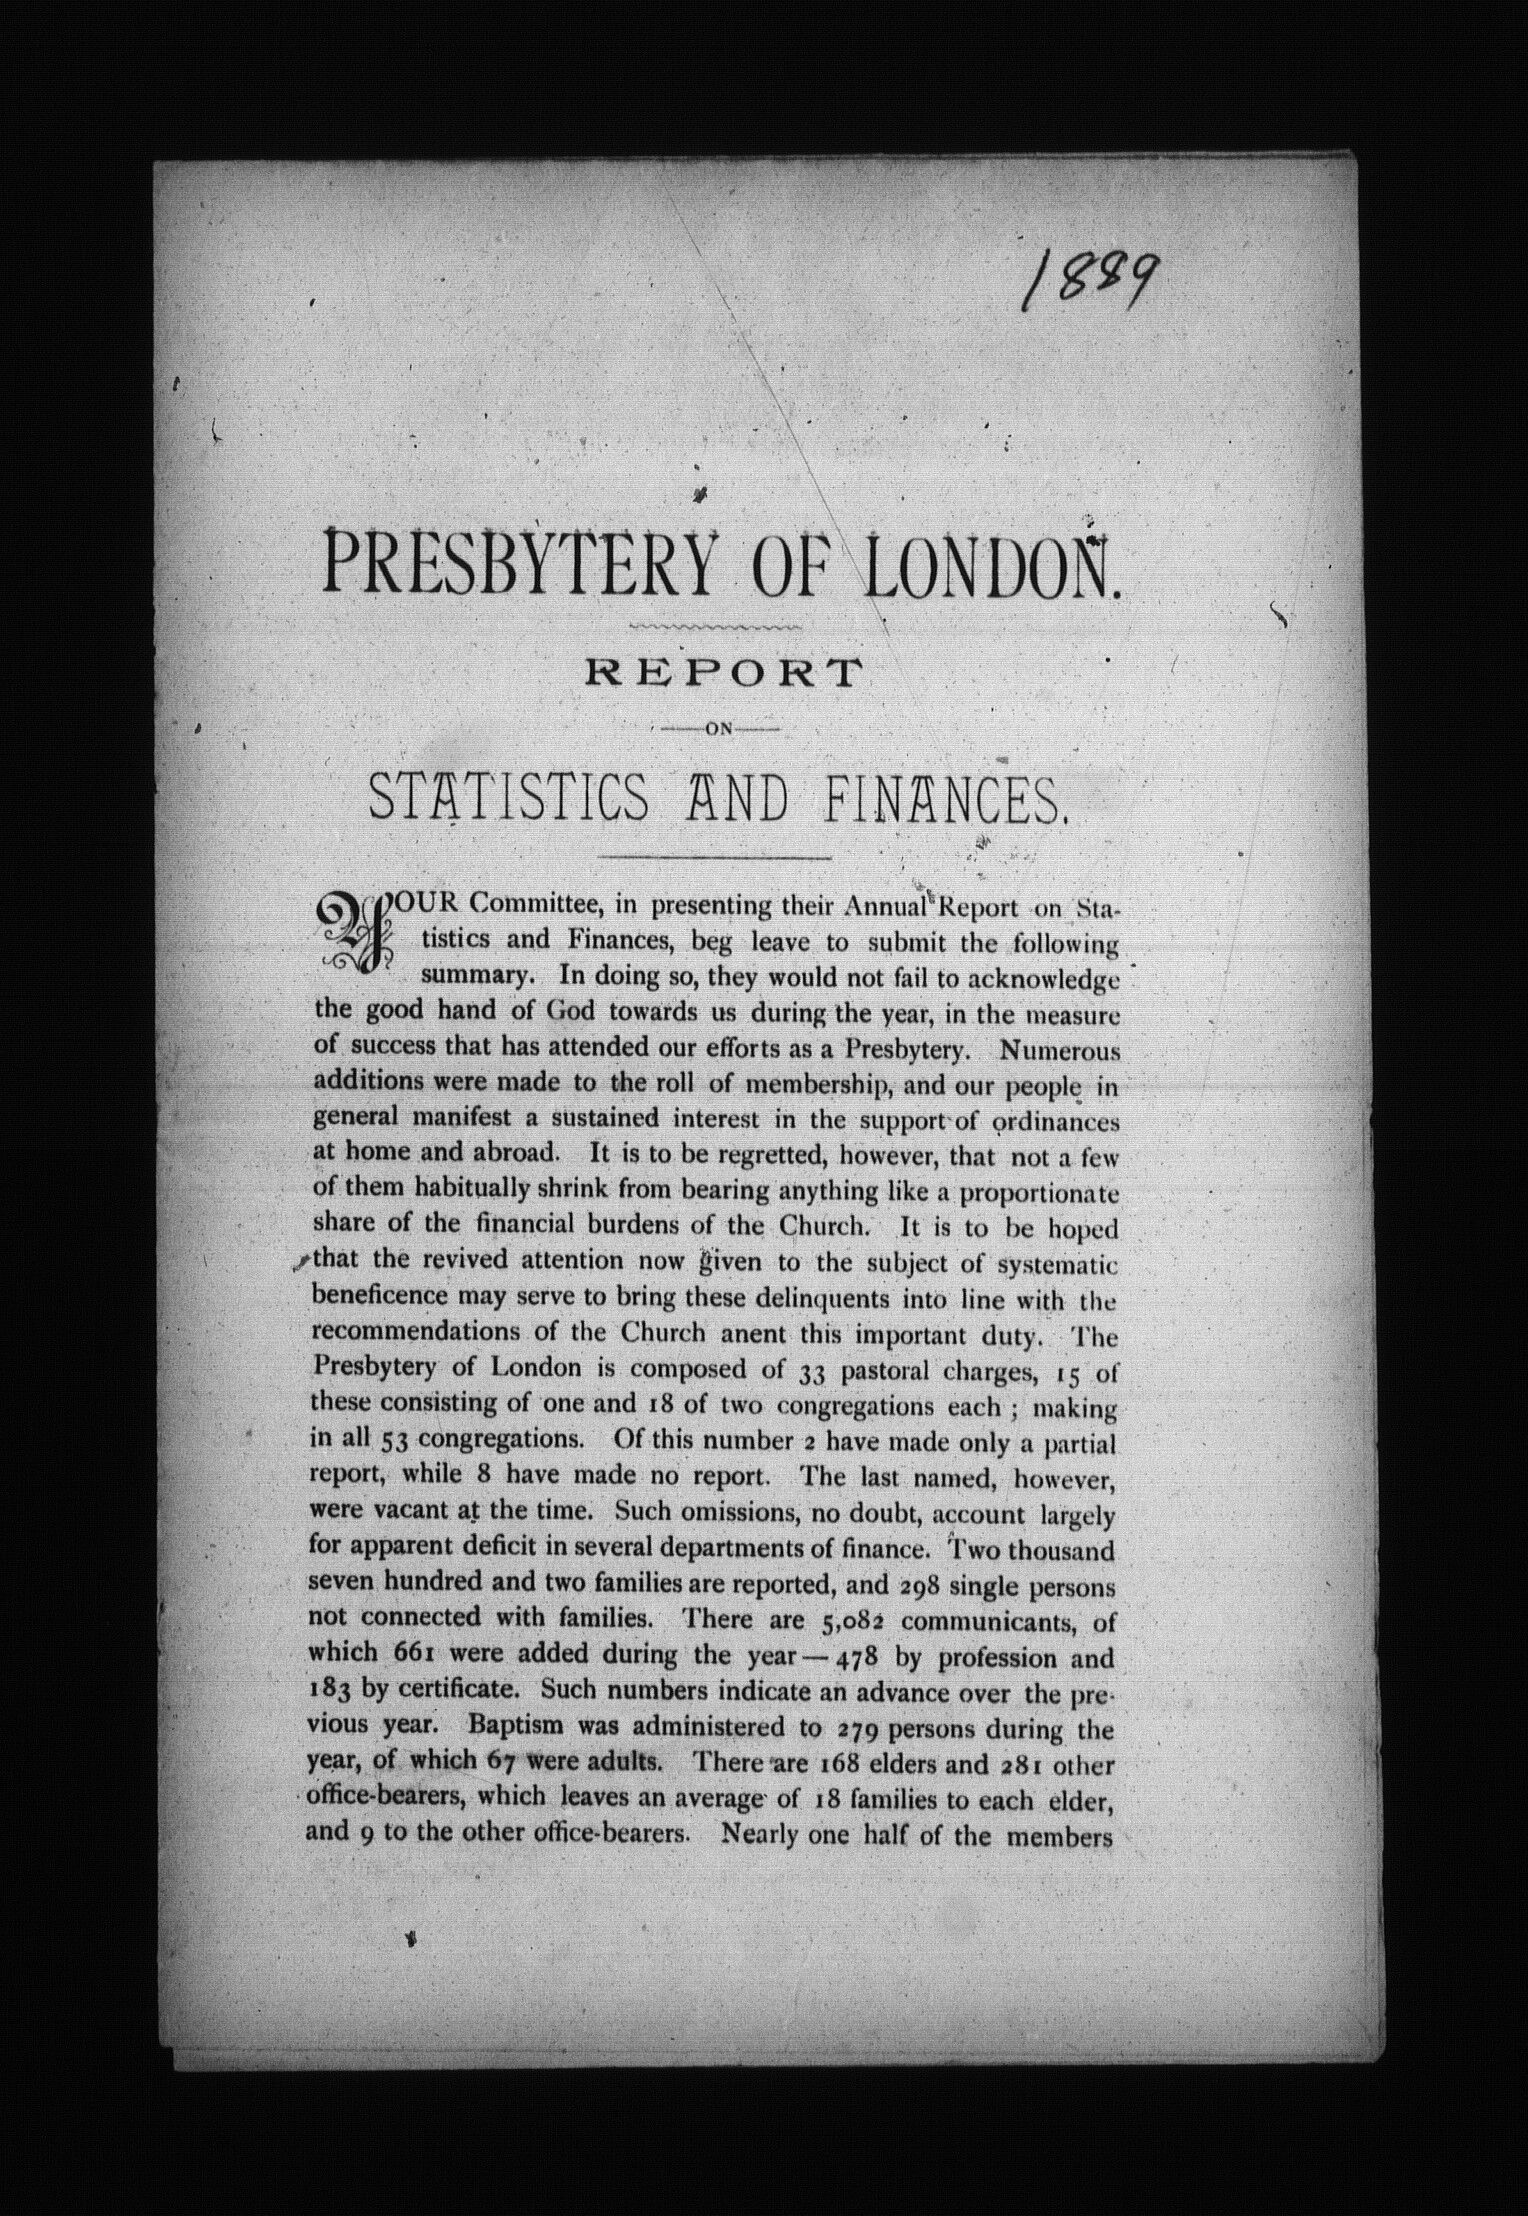 1889
PRESBYTERY OF LONDON.
REPORT
—ON—
STATISTICS AND FINANCES.
YOUR Committee, in presenting their Annual Report on Sta-
tistics and Finances, beg leave to submit the following
summary. In doing so, they would not fail to acknowledge
the good hand of God towards us during the year, in the measure
of success that has attended our efforts as a Presbytery. Numerous
additions were made to the roll of membership, and our people in
general manifest a sustained interest in the support of ordinances
at home and abroad. It is to be regretted, however, that not a few
of them habitually shrink from bearing anything like a proportionate
share of the financial burdens of the Church. It is to be hoped
that the revived attention now given to the subject of systematic
beneficence may serve to bring these delinquents into line with the
recommendations of the Church anent this important duty. The
Presbytery of London is composed of 33 pastoral charges, 15 of
these consisting of one and 18 of two congregations each ; making
in all 53 congregations. Of this number 2 have made only a partial
report, while 8 have made no report. The last named, however,
were vacant at the time. Such omissions, no doubt, account largely
for apparent deficit in several departments of finance. Two thousand
seven hundred and two families are reported, and 298 single persons
not connected with families. There are 5,082 communicants, of
which 661 were added during the year — 478 by profession and
183 by certificate. Such numbers indicate an advance over the pre-
vious year. Baptism was administered to 279 persons during the
year, of which 67 were adults. There are 168 elders and 281 other
office-bearers, which leaves an average of 18 families to each elder,
and 9 to the other office-bearers. Nearly one half of the members